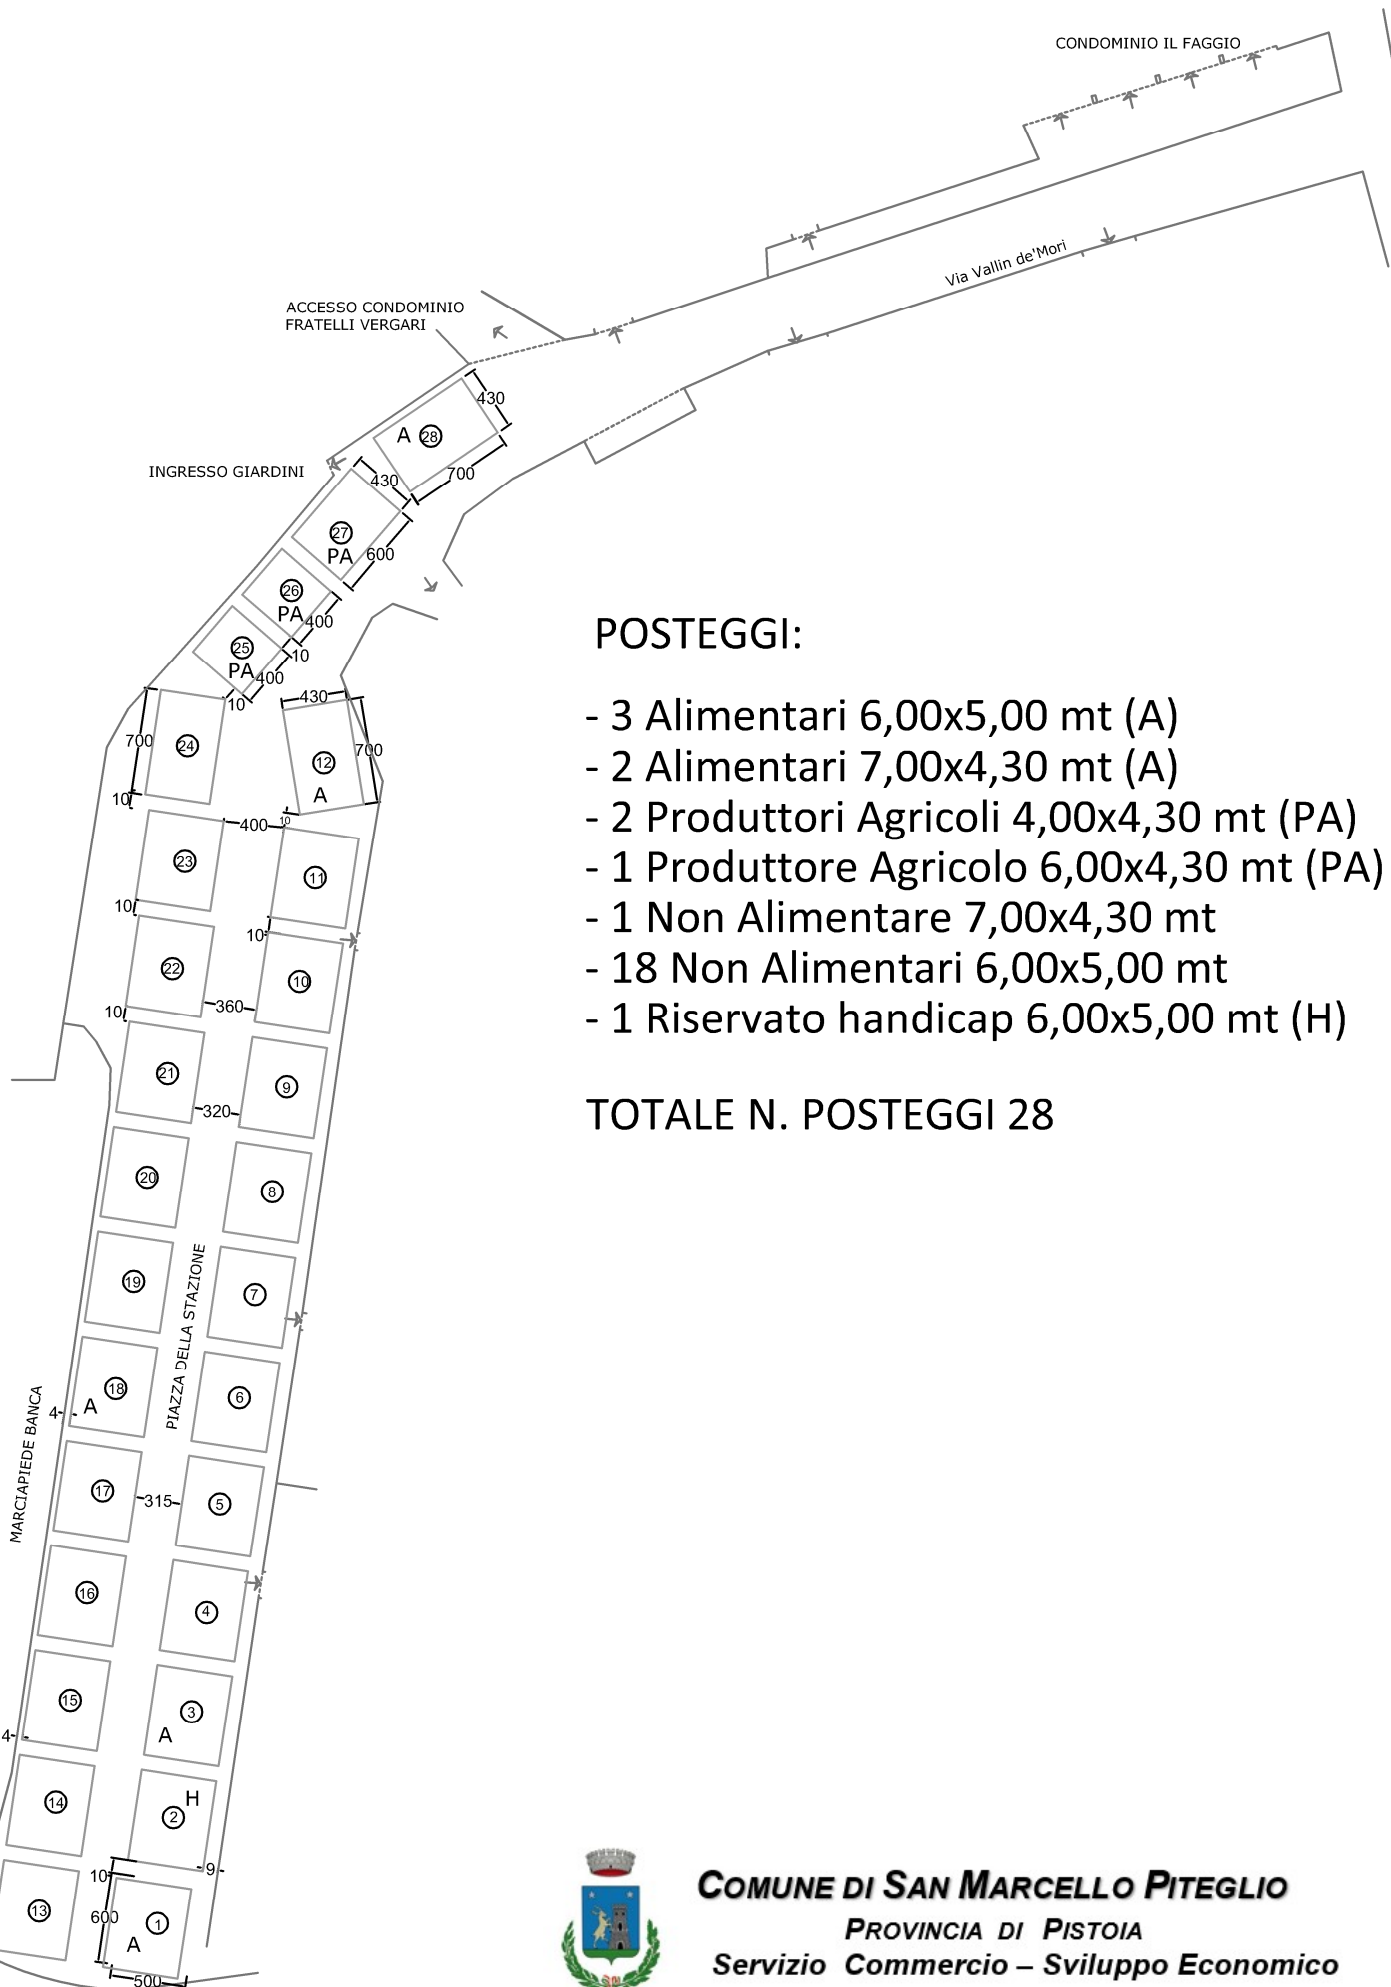 CONDOMINIO IL FAGGIO
Via Vallin de'Mori
ACCESSO CONDOMINIO
FRATELLI VERGARI
430
A 28
INGRESSO GIARDINI
700
430
27
PA
600
26
PA
400
25
10
PA
400
10
430
700
24
12
700
A
10
400
10
23
11
10
10
22
10
360
10
21
9
320
20
8
19
7
PIAZZA DELLA STAZIONE
18
A
6
4
MARCIAPIEDE BANCA
17
315
5
16
4
15
3
A
4
H
14
2
9
10
13
600
1
A
500
POSTEGGI:
- 3 Alimentari 6,00x5,00 mt (A)
- 2 Alimentari 7,00x4,30 mt (A)
- 2 Produttori Agricoli 4,00x4,30 mt (PA)
- 1 Produttore Agricolo 6,00x4,30 mt (PA)
- 1 Non Alimentare 7,00x4,30 mt
- 18 Non Alimentari 6,00x5,00 mt
- 1 Riservato handicap 6,00x5,00 mt (H)
TOTALE N. POSTEGGI 28
COMUNE DI SAN MARCELLO PITEGLIO
PROVINCIA DI PISTOIA
Servizio Commercio – Sviluppo Economico